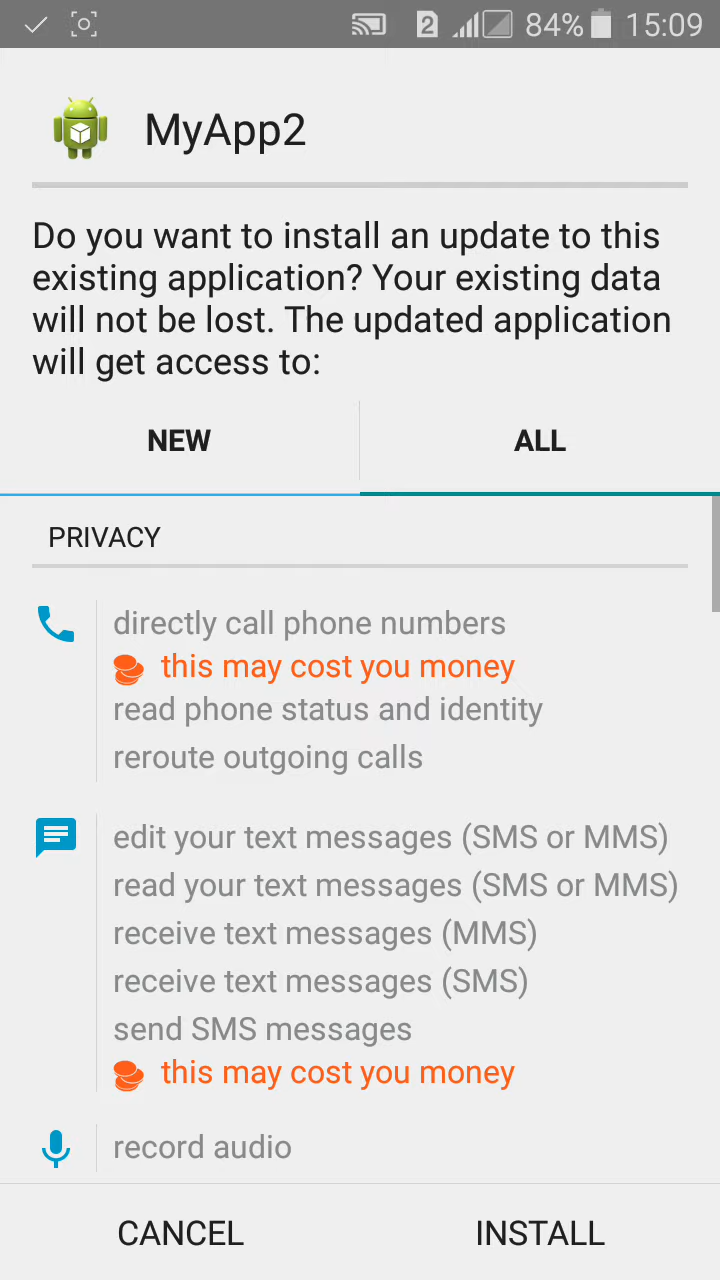 2 84% 15:09
MyApp2
Do you want to install an update to this
existing application? Your existing data
will not be lost. The updated application
will get access to:
NEW ALL
PRIVACY
directly call phone numbers
this may cost you money
read phone status and identity
reroute outgoing calls
edit your text messages (SMS or MMS)
read your text messages (SMS or MMS)
receive text messages (MMS)
receive text messages (SMS)
send SMS messages
this may cost you money
record audio
CANCEL INSTALL